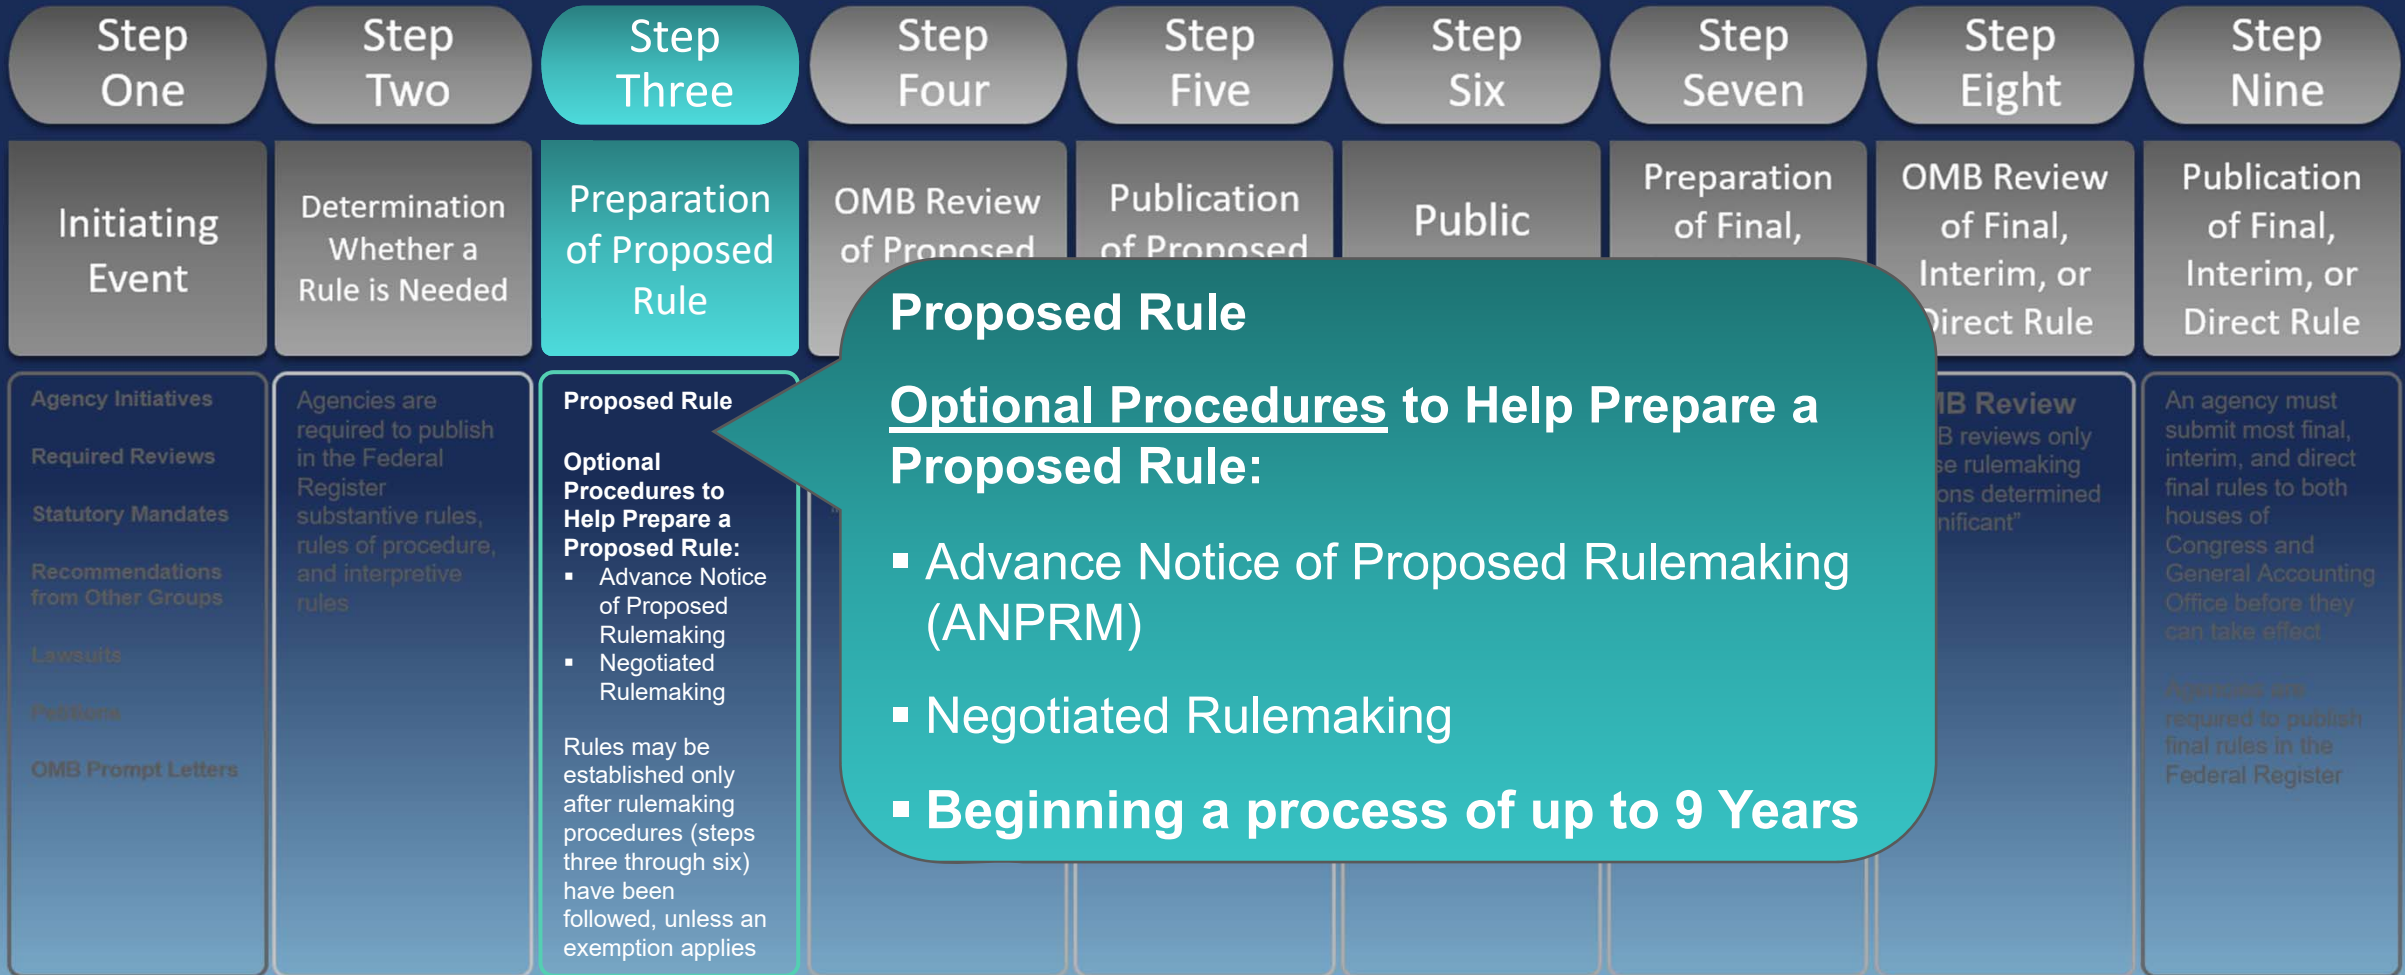 Step
One
Step
Two
Step
Three
Step
Four
Step
Five
Step
Six
Step
Seven
Step
Eight
Step
Nine
Initiating
Event
Determination
Whether a
Rule is Needed
Preparation
of Proposed
Rule
OMB Review
of Proposed
Publication
of Proposed
Public
Preparation
of Final,
OMB Review
of Final,
Interim, or
Direct Rule
Publication
of Final,
Interim, or
Direct Rule
Agency Initiatives
Required Reviews
Statutory Mandates
Recommendations
from Other Groups
Lawsuits
Petitions
OMB Prompt Letters
Agencies are
required to publish
in the Federal
Register
substantive rules,
rules of procedure,
and interpretive
rules
Proposed Rule
Optional
Procedures to
Help Prepare a
Proposed Rule:
▪ Advance Notice
of Proposed
Rulemaking
▪ Negotiated
Rulemaking
Rules may be
established only
after rulemaking
procedures (steps
three through six)
have been
followed, unless an
exemption applies
Proposed Rule
Optional Procedures to Help Prepare a
Proposed Rule:
▪ Advance Notice of Proposed Rulemaking
(ANPRM)
▪ Negotiated Rulemaking
▪ Beginning a process of up to 9 Years
Review
reviews only
rulemaking
determined
An agency must
submit most final,
interim, and direct
final rules to both
houses of
Congress and
General Accounting
Office before they
can take effect
Agencies are
required to publish
final rules in the
Federal Register